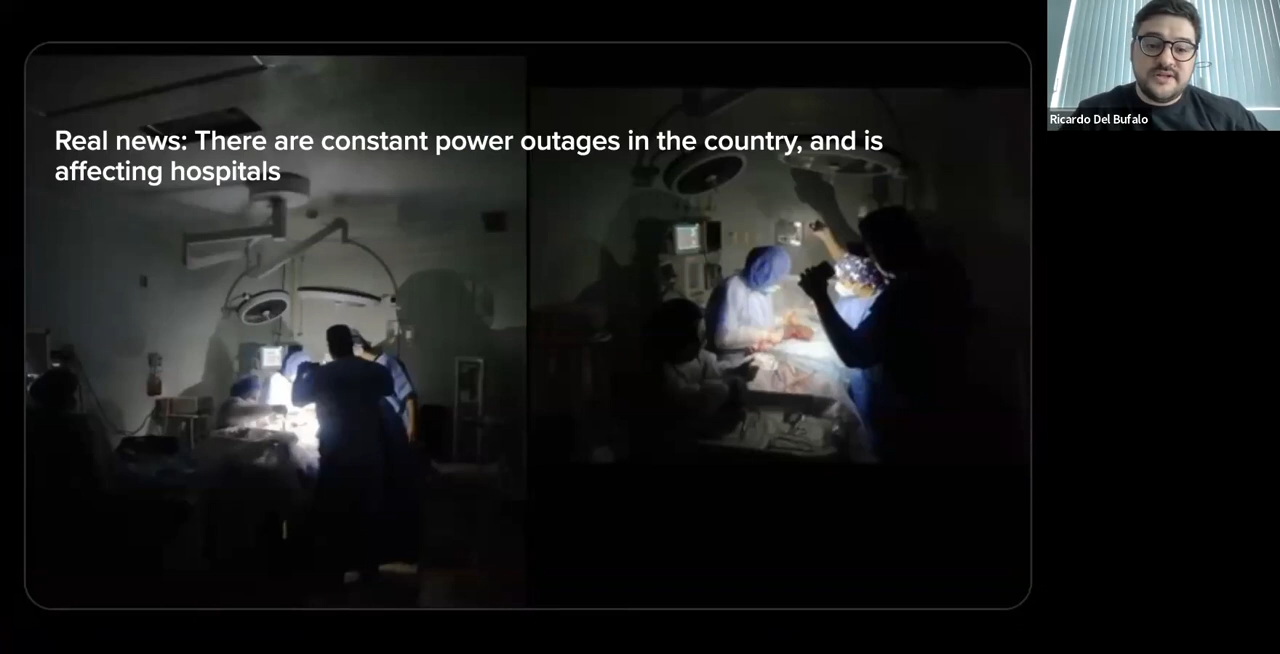 Real news: There are constant power outages in the country, and is
affecting hospitals
Ricardo Del Bufalo